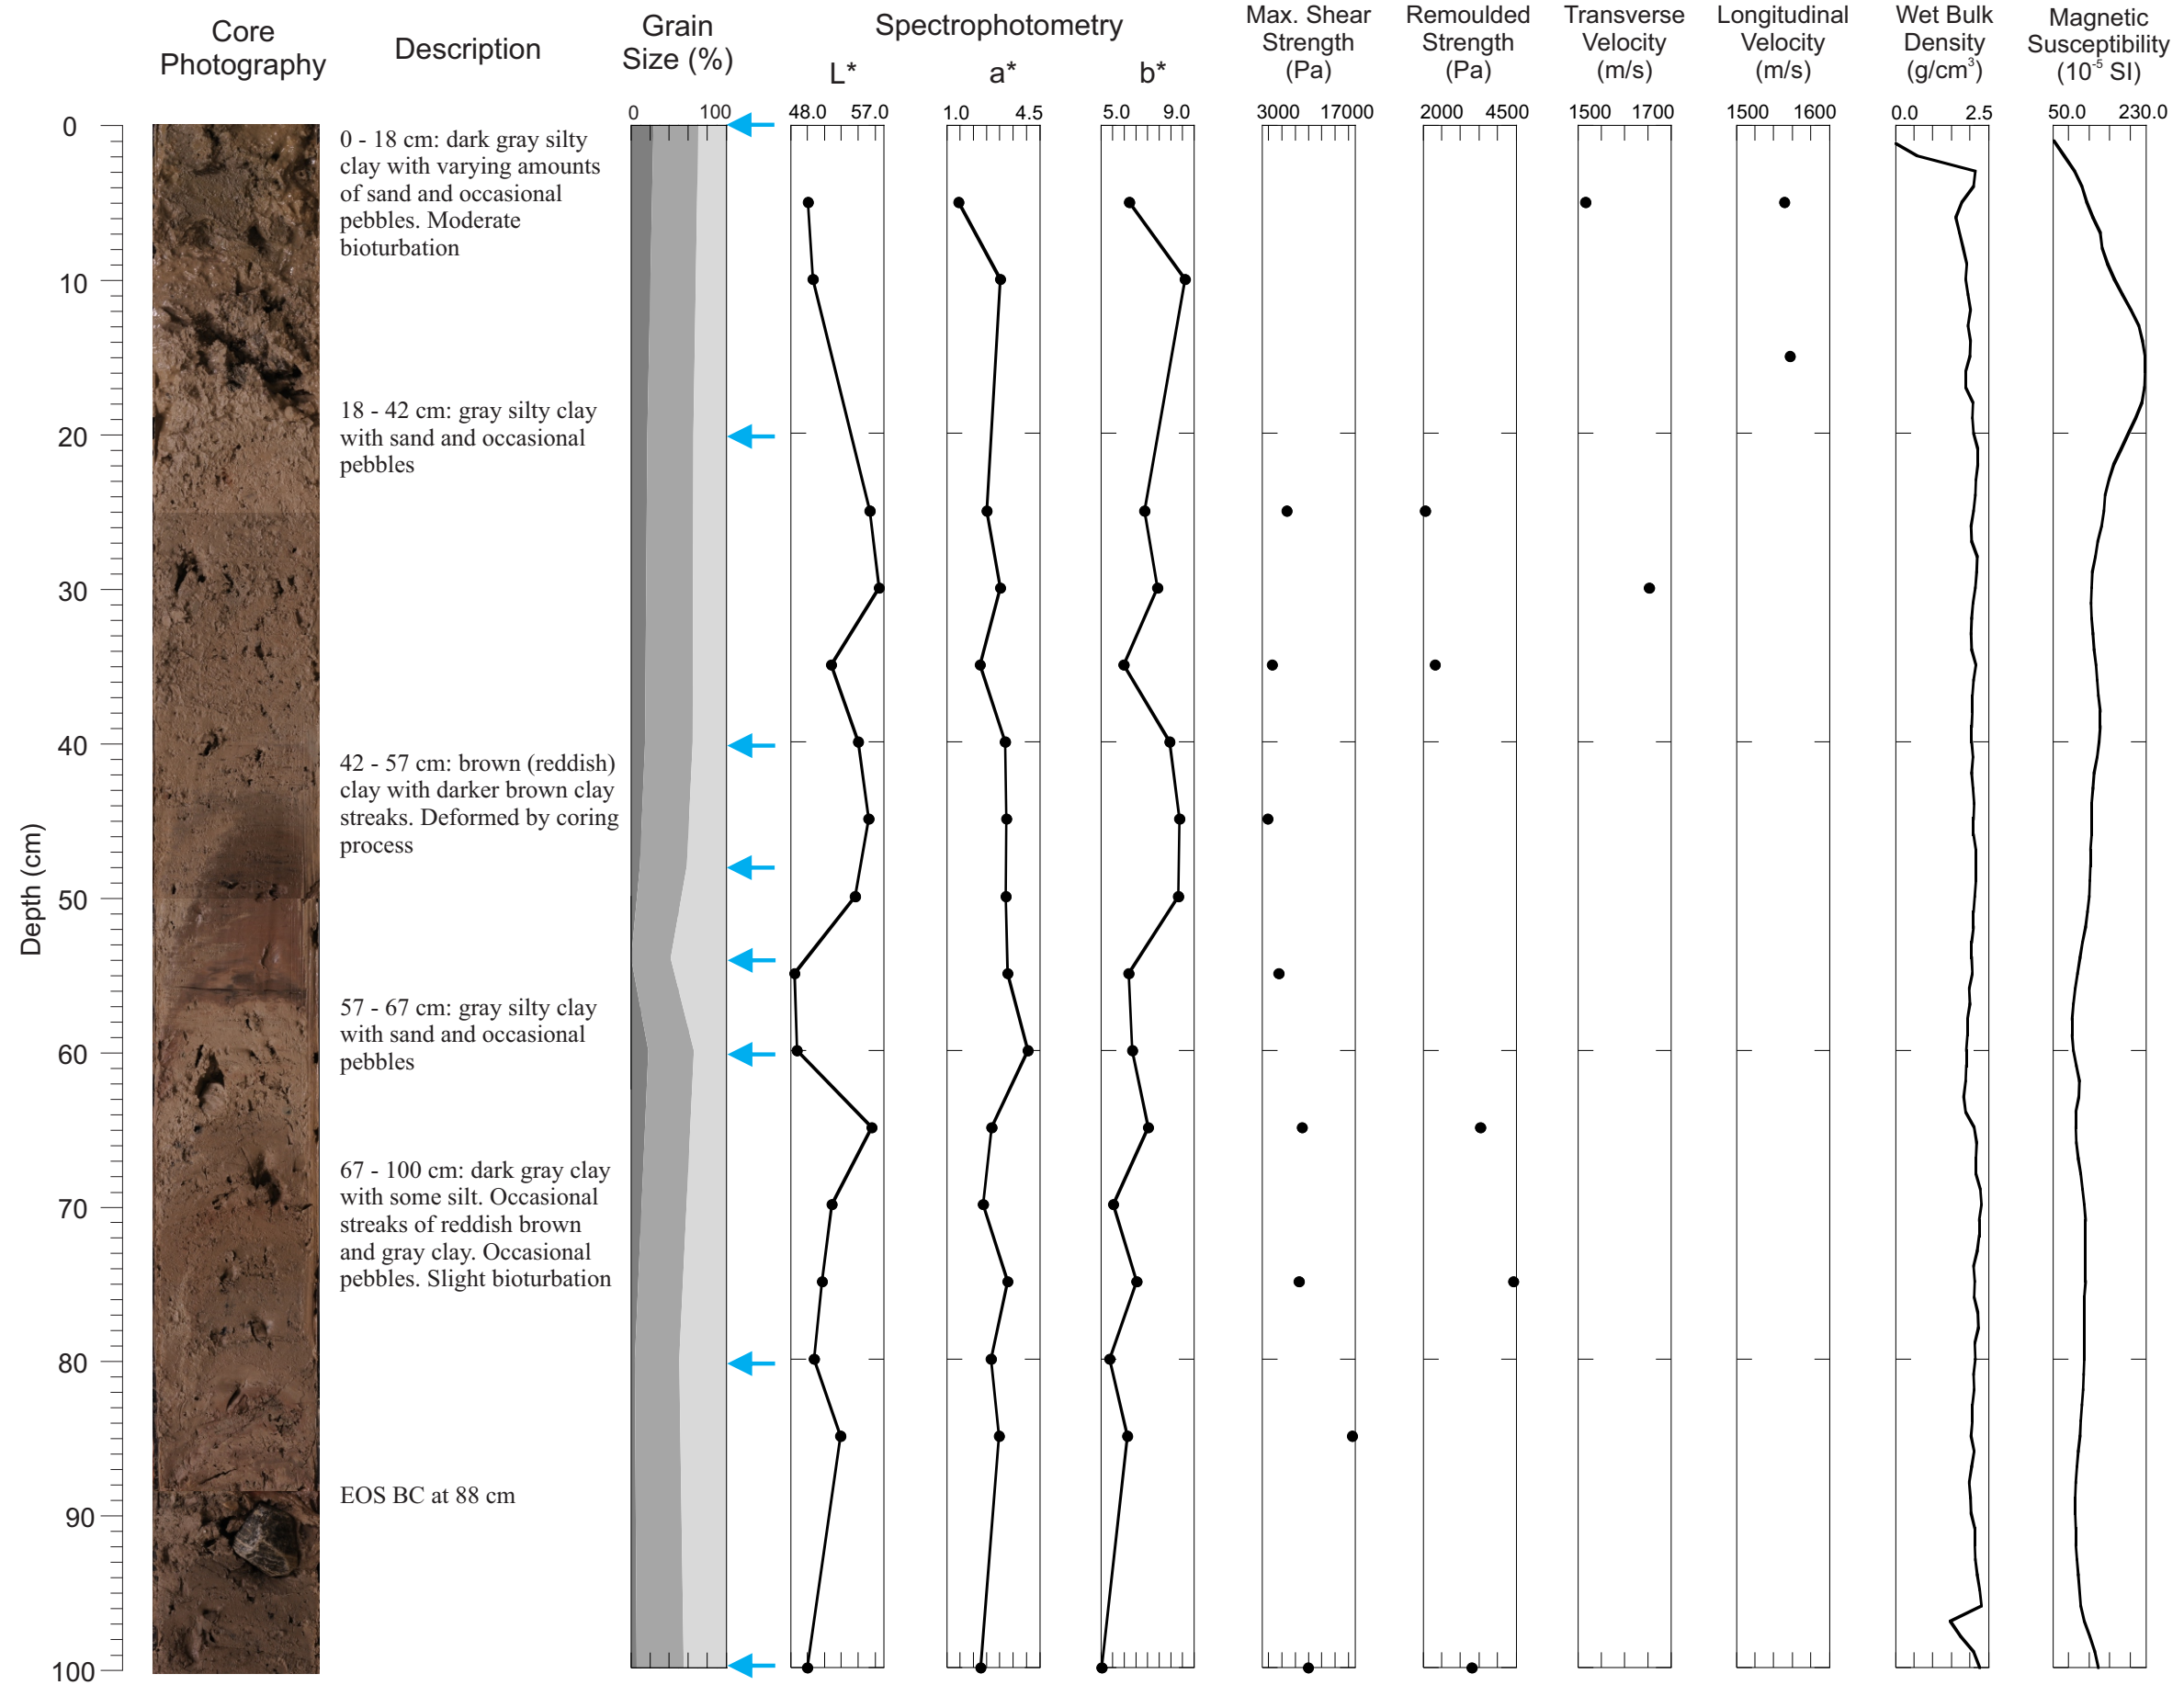 Core
Photography
Description
Grain
Size (%)
Spectrophotometry
L*
a*
b*
Max. Shear
Strength
(Pa)
Remoulded
Strength
(Pa)
Transverse
Velocity
(m/s)
Longitudinal
Velocity
(m/s)
Wet Bulk
Density
(g/cm³)
Magnetic
Susceptibility
(10⁻⁵ SI)
0 100
48.0 57.0
1.0 4.5
5.0 9.0
3000 17000
2000 4500
1500 1700
1500 1600
0.0 2.5
50.0 230.0
Depth (cm)
0
10
20
30
40
50
60
70
80
90
100
0 - 18 cm: dark gray silty
clay with varying amounts
of sand and occasional
pebbles. Moderate
bioturbation
18 - 42 cm: gray silty clay
with sand and occasional
pebbles
42 - 57 cm: brown (reddish)
clay with darker brown clay
streaks. Deformed by coring
process
57 - 67 cm: gray silty clay
with sand and occasional
pebbles
67 - 100 cm: dark gray clay
with some silt. Occasional
streaks of reddish brown
and gray clay. Occasional
pebbles. Slight bioturbation
EOS BC at 88 cm